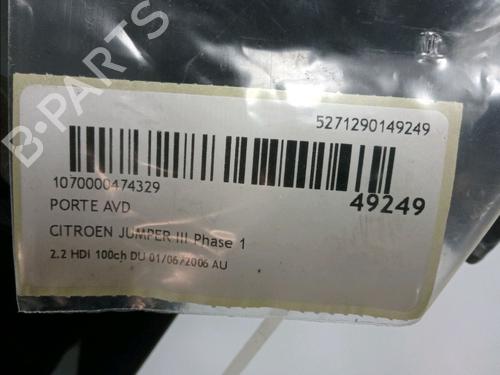 B-PARTS
5271290149249
1070000474329
49249
PORTE AVD
CITROEN JUMPER III Phase 1
2.2 HDI 100ch DU 01/06/2006 AU